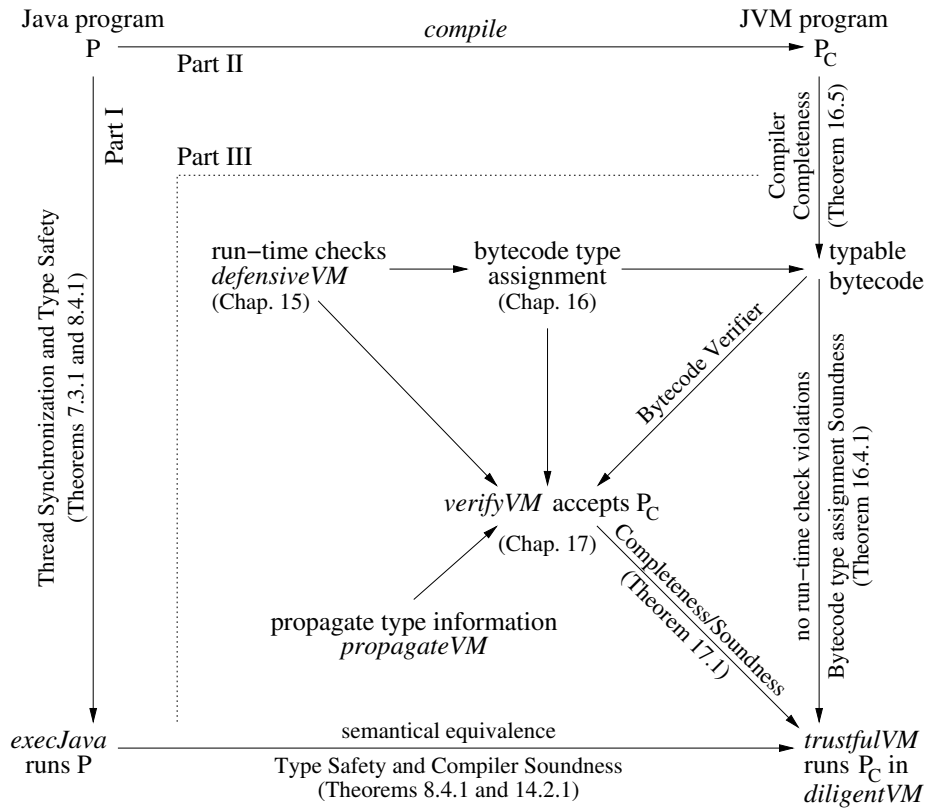 Java program
P
compile
JVM program
P_C
Part II
Part I
Part III
Compiler
Completeness
(Theorem 16.5)
run−time checks
defensiveVM
(Chap. 15)
bytecode type
assignment
(Chap. 16)
typable
bytecode
Thread Synchronization and Type Safety
(Theorems 7.3.1 and 8.4.1)
Bytecode Verifier
no run−time check violations
Bytecode type assignment Soundness
(Theorem 16.4.1)
verifyVM accepts P_C
(Chap. 17)
Completeness/Soundness
(Theorem 17.1)
propagate type information
propagateVM
execJava
runs P
semantical equivalence
Type Safety and Compiler Soundness
(Theorems 8.4.1 and 14.2.1)
trustfulVM
runs P_C in
diligentVM